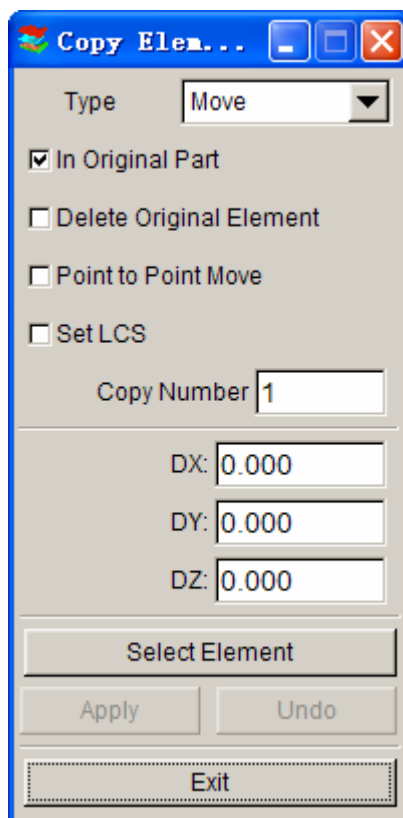 Copy Elem...
Type Move
In Original Part
Delete Original Element
Point to Point Move
Set LCS
Copy Number 1
DX: 0.000
DY: 0.000
DZ: 0.000
Select Element
Apply Undo
Exit